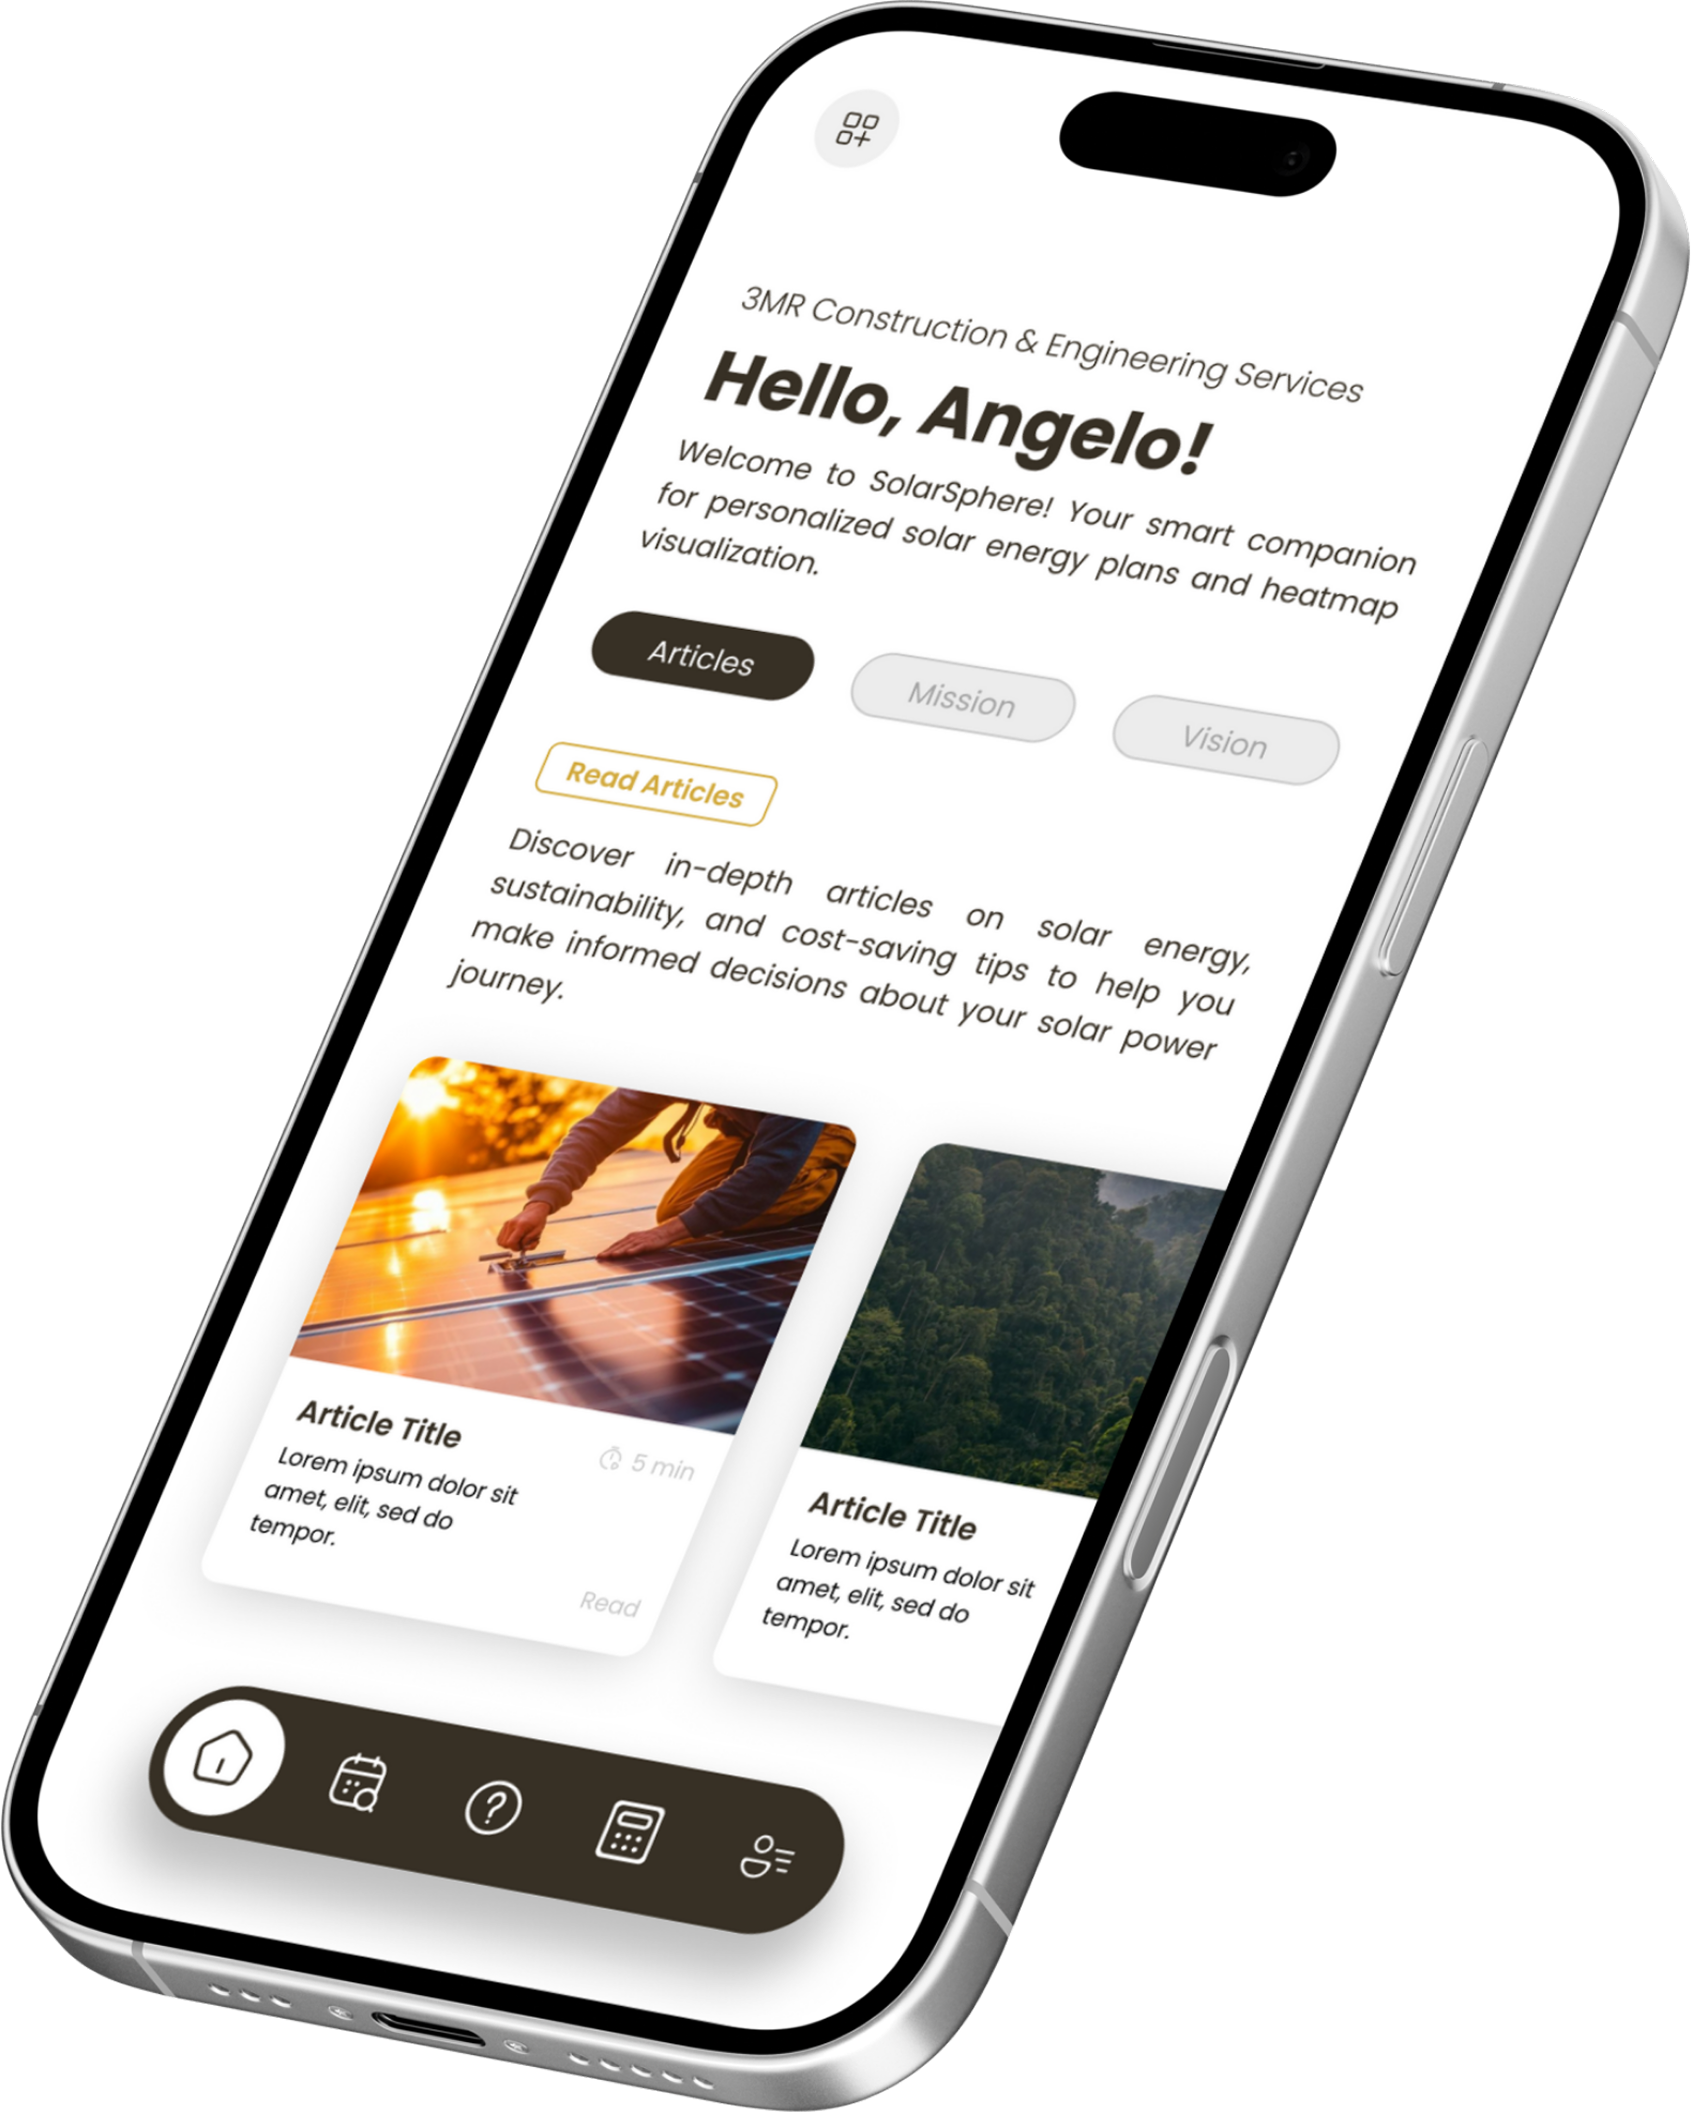 3MR Construction & Engineering Services
Hello, Angelo!
Welcome to SolarSphere! Your smart companion
for personalized solar energy plans and heatmap
visualization.
Articles
Mission
Vision
Read Articles
Discover in-depth articles on solar energy,
sustainability, and cost-saving tips to help you
make informed decisions about your solar power
journey.
Article Title
5 min
Lorem ipsum dolor sit
amet, elit, sed do
tempor.
Read
Article Title
Lorem ipsum dolor sit
amet, elit, sed do
tempor.